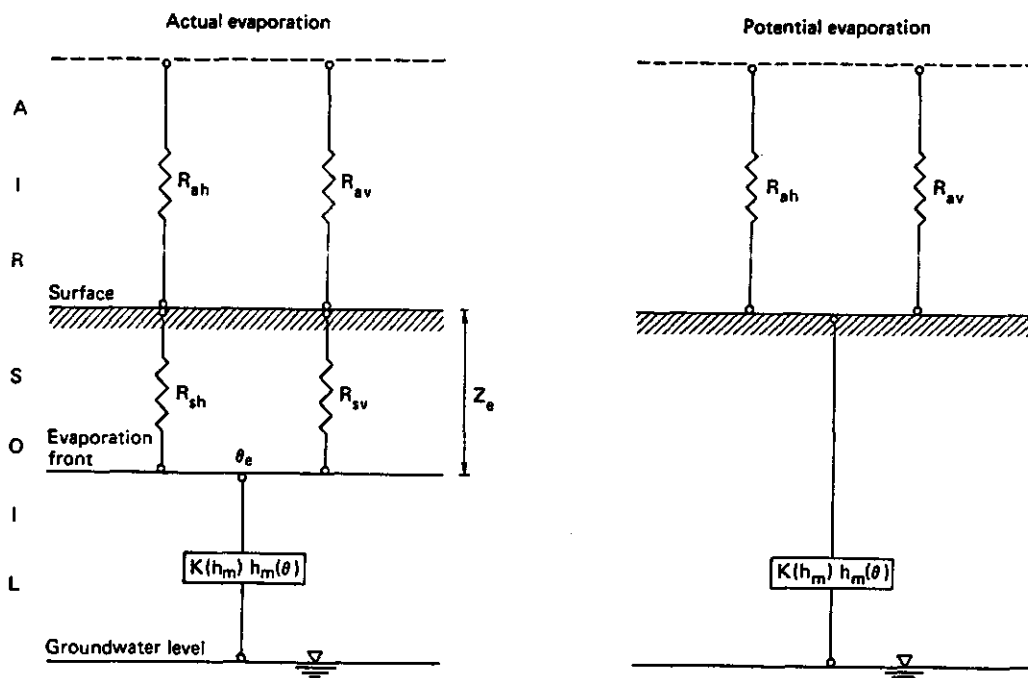 Actual evaporation
Potential evaporation
A
I
R
R_ah
R_av
R_ah
R_av
Surface
S
O
I
L
R_sh
R_sv
Z_e
Evaporation
front
θ_e
K(h_m) h_m(θ)
K(h_m) h_m(θ)
Groundwater level